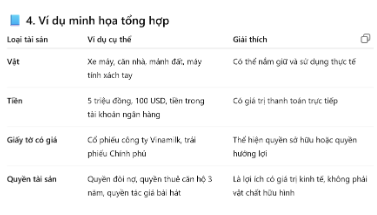 4. Ví dụ minh họa tổng hợp
Loại tài sản Ví dụ cụ thể Giải thích
Vật Xe máy, căn nhà, mảnh đất, máy tính xách tay Có thể nắm giữ và sử dụng thực tế
Tiền 5 triệu đồng, 100 USD, tiền trong tài khoản ngân hàng Có giá trị thanh toán trực tiếp
Giấy tờ có giá Cổ phiếu công ty Vinamilk, trái phiếu Chính phủ Thể hiện quyền sở hữu hoặc quyền hưởng lợi
Quyền tài sản Quyền đòi nợ, quyền thuê căn hộ 3 năm, quyền tác giả bài hát Là lợi ích có giá trị kinh tế, không phải vật chất hữu hình